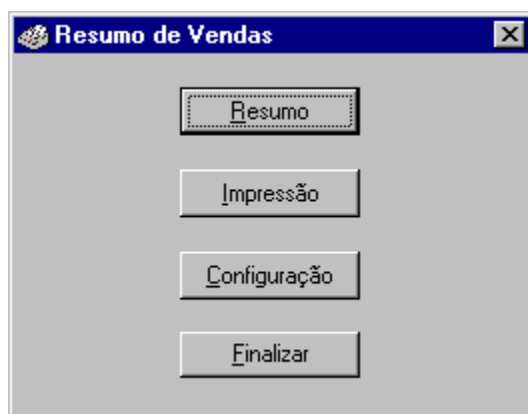 Resumo de Vendas
Resumo
Impressão
Configuração
Finalizar